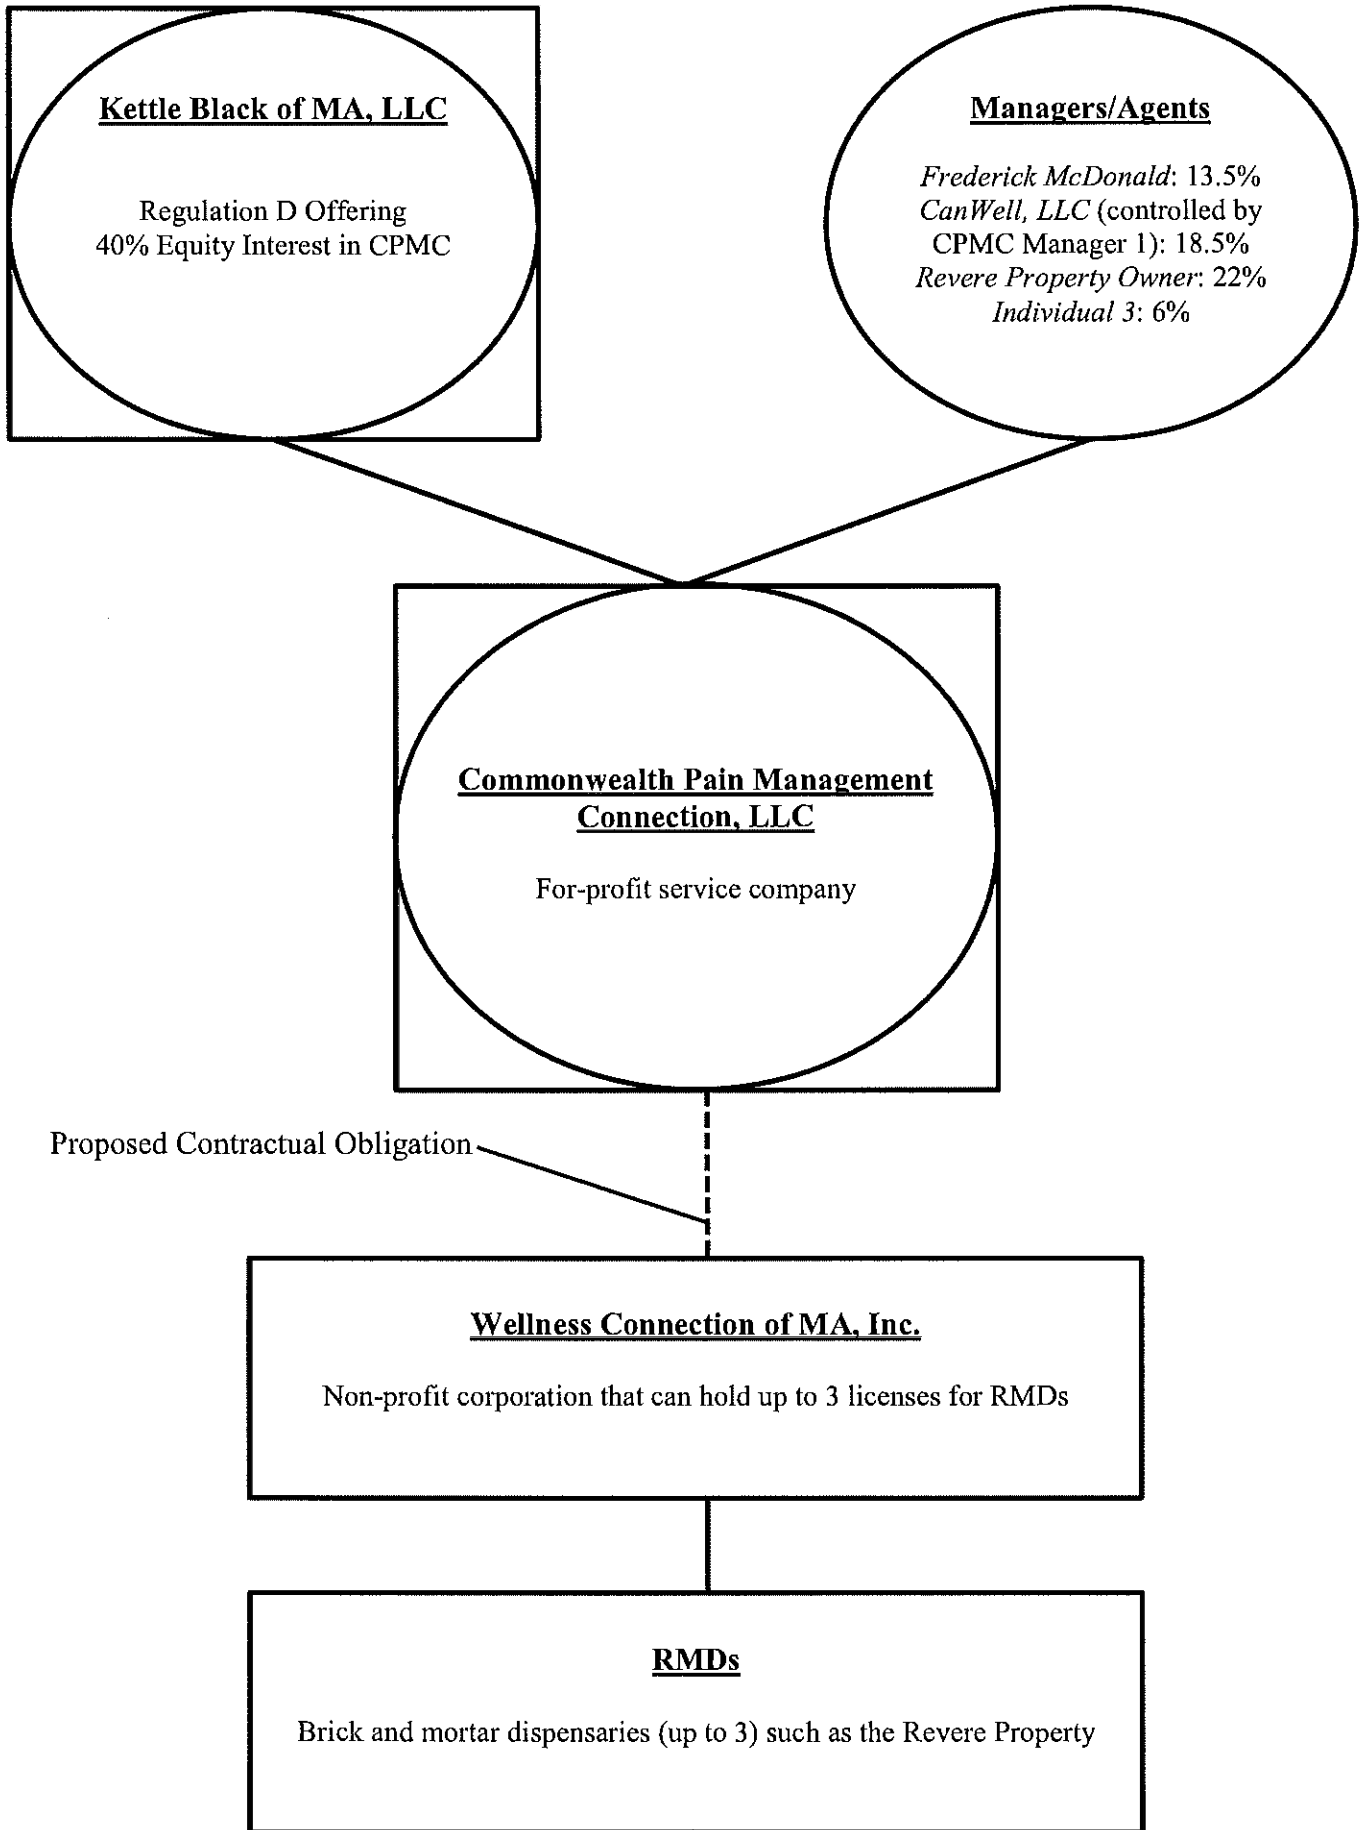 Kettle Black of MA, LLC
Regulation D Offering
40% Equity Interest in CPMC
Managers/Agents
Frederick McDonald: 13.5%
CanWell, LLC (controlled by
CPMC Manager 1): 18.5%
Revere Property Owner: 22%
Individual 3: 6%
Commonwealth Pain Management
Connection, LLC
For-profit service company
Proposed Contractual Obligation
Wellness Connection of MA, Inc.
Non-profit corporation that can hold up to 3 licenses for RMDs
RMDs
Brick and mortar dispensaries (up to 3) such as the Revere Property